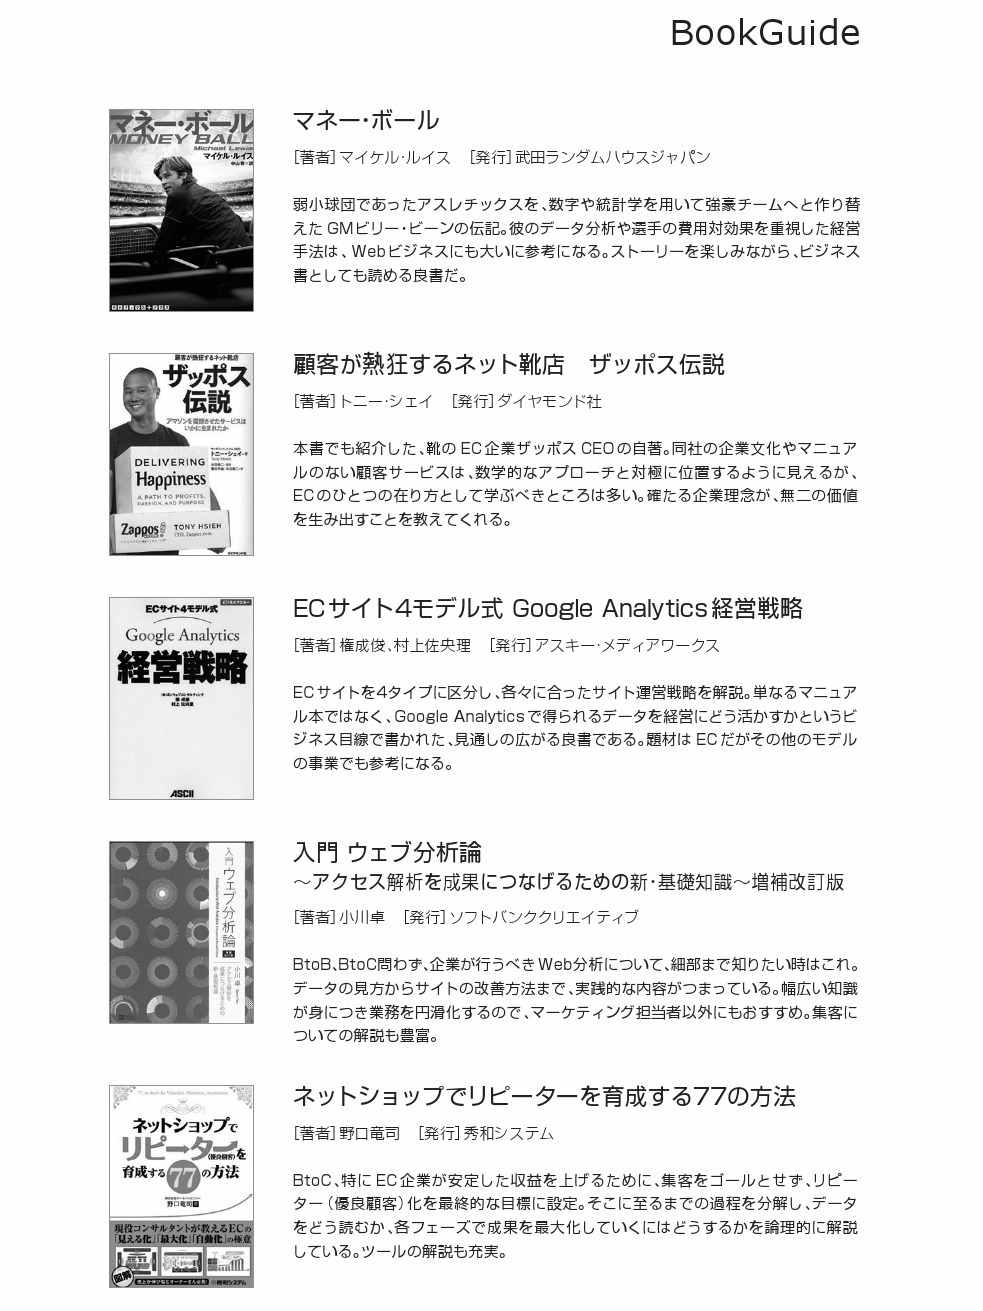 BookGuide
マネー・ボール
MONEY BALL
Michael Lewis
マイケル・ルイス
マネー・ボール
［著者］マイケル・ルイス　［発行］武田ランダムハウスジャパン
弱小球団であったアスレチックスを、数字や統計学を用いて強豪チームへと作り替
えた GMビリー・ビーンの伝記。彼のデータ分析や選手の費用対効果を重視した経営
手法は、Webビジネスにも大いに参考になる。ストーリーを楽しみながら、ビジネス
書としても読める良書だ。
顧客が熱狂するネット靴店
ザッポス
伝説
アマゾンを震撼させたサービスは
いかに生まれたか
トニー・シェイ
DELIVERING
Happiness
A PATH TO PROFITS,
PASSION, AND PURPOSE
Zappos
TONY HSIEH
CEO, Zappos.com
ダイヤモンド社
顧客が熱狂するネット靴店　ザッポス伝説
［著者］トニー・シェイ　［発行］ダイヤモンド社
本書でも紹介した、靴の EC企業ザッポス CEOの自著。同社の企業文化やマニュア
ルのない顧客サービスは、数学的なアプローチと対極に位置するように見えるが、
ECのひとつの在り方として学ぶべきところは多い。確たる企業理念が、無二の価値
を生み出すことを教えてくれる。
ECサイト4モデル式
Google Analytics
経営戦略
権 成俊
村上 佐央里
ASCII
ECサイト4モデル式 Google Analytics経営戦略
［著者］権成俊、村上佐央理　［発行］アスキー・メディアワークス
ECサイトを4タイプに区分し、各々に合ったサイト運営戦略を解説。単なるマニュア
ル本ではなく、Google Analyticsで得られるデータを経営にどう活かすかというビ
ジネス目線で書かれた、見通しの広がる良書である。題材は ECだがその他のモデル
の事業でも参考になる。
入門
ウェブ分析論
小川 卓
入門 ウェブ分析論
～アクセス解析を成果につなげるための新・基礎知識～増補改訂版
［著者］小川卓　［発行］ソフトバンククリエイティブ
BtoB、BtoC問わず、企業が行うべき Web分析について、細部まで知りたい時はこれ。
データの見方からサイトの改善方法まで、実践的な内容がつまっている。幅広い知識
が身につき業務を円滑化するので、マーケティング担当者以外にもおすすめ。集客に
ついての解説も豊富。
ネットショップで
リピーター（優良顧客）を
育成する77の方法
野口竜司
現役コンサルタントが教えるECの
「見える化」「最大化」「自動化」の極意
図解
秀和システム
ネットショップでリピーターを育成する77の方法
［著者］野口竜司　［発行］秀和システム
BtoC、特に EC企業が安定した収益を上げるために、集客をゴールとせず、リピー
ター（優良顧客）化を最終的な目標に設定。そこに至るまでの過程を分解し、データ
をどう読むか、各フェーズで成果を最大化していくにはどうするかを論理的に解説
している。ツールの解説も充実。